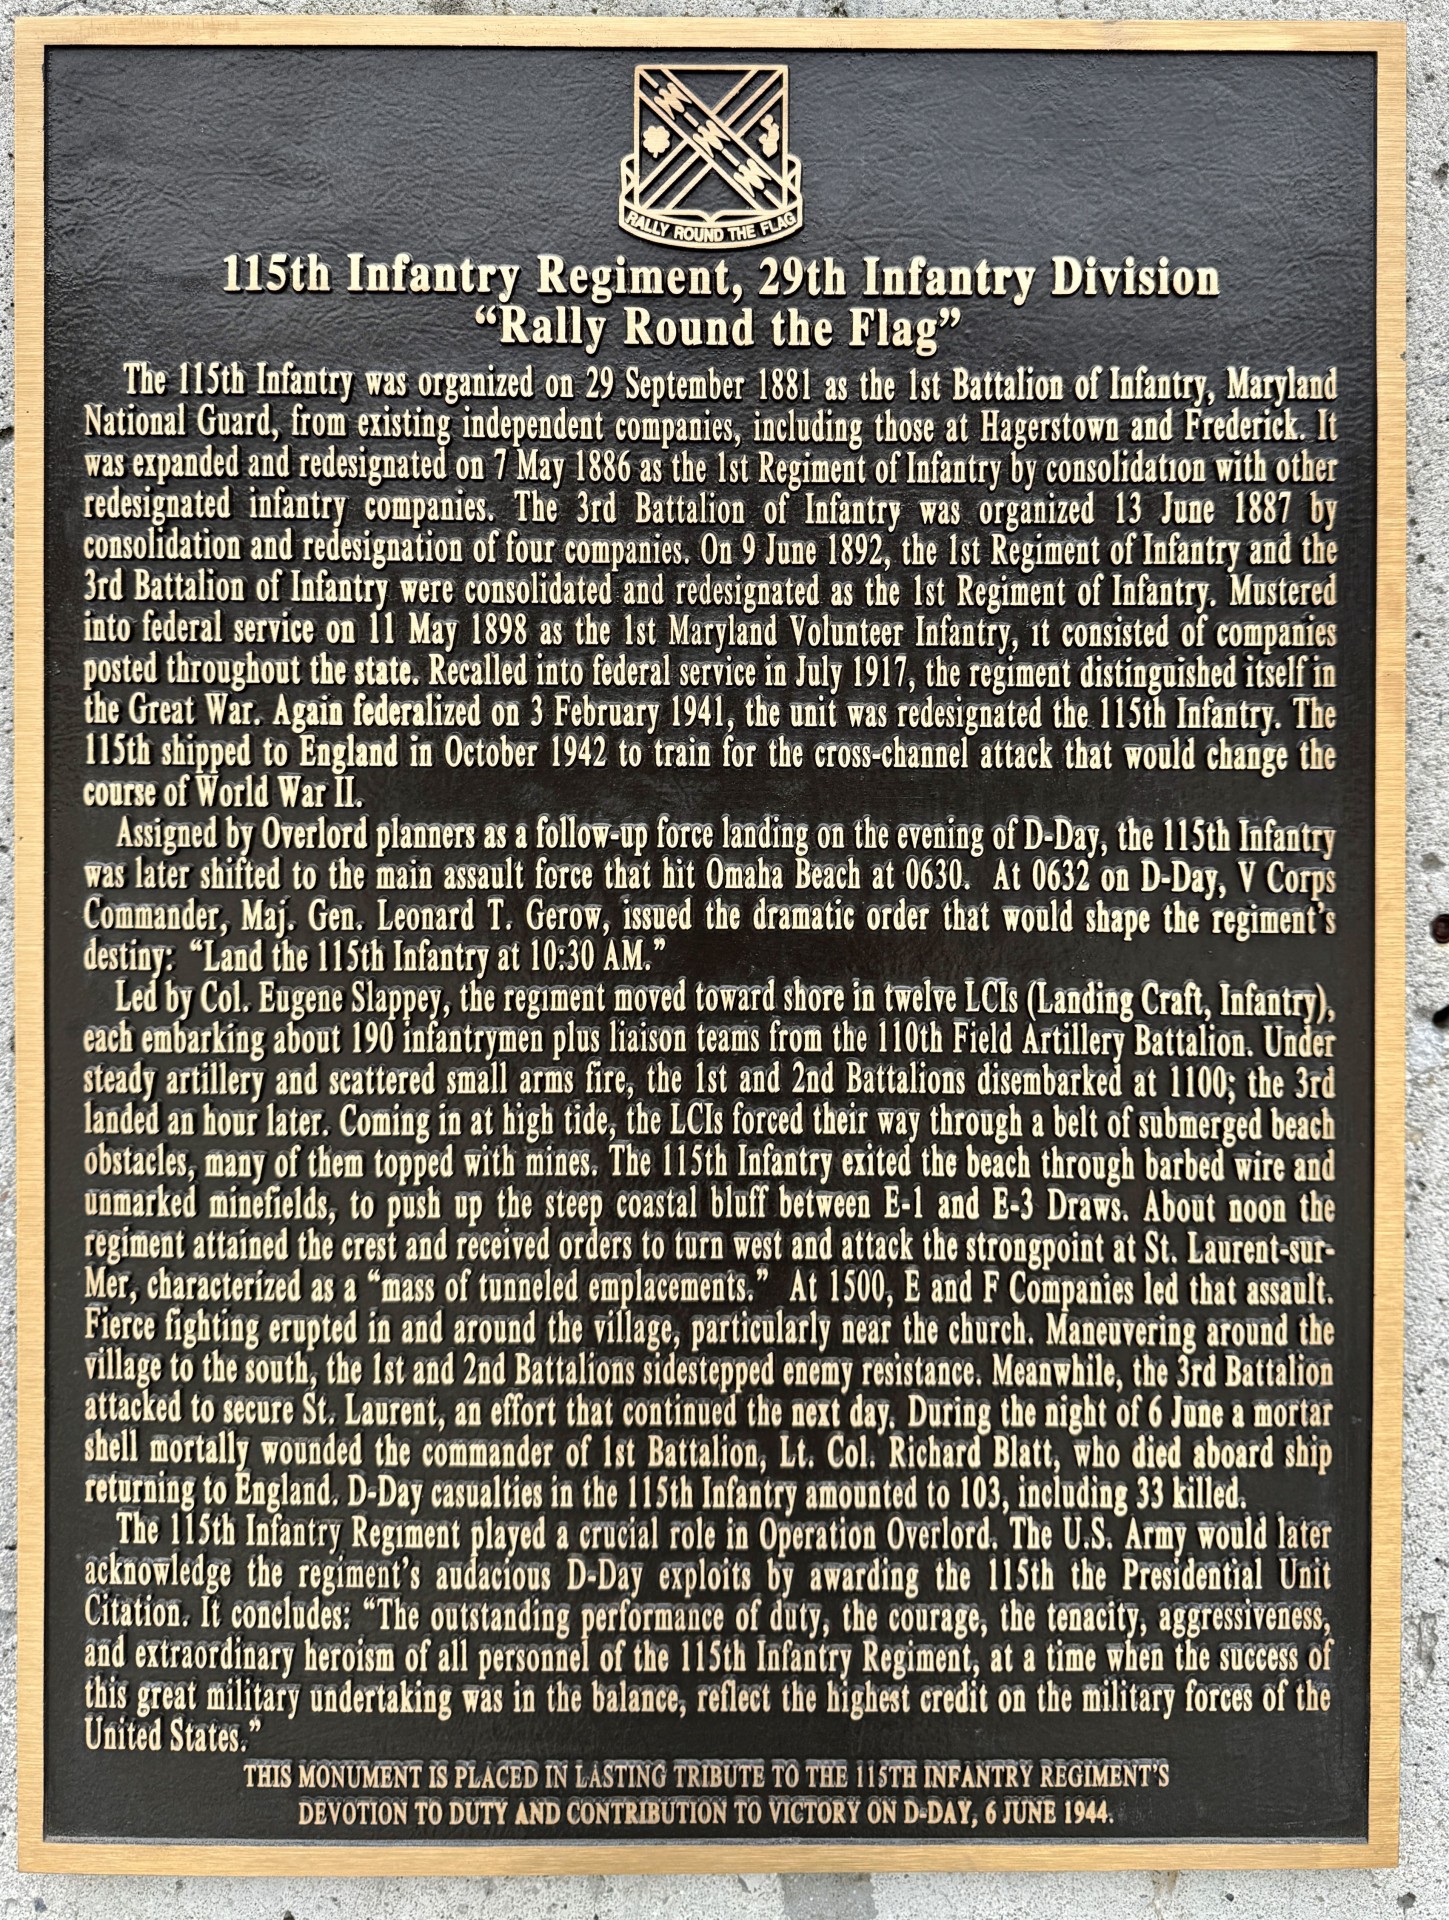 RALLY ROUND THE FLAG
115th Infantry Regiment, 29th Infantry Division
“Rally Round the Flag”
The 115th Infantry was organized on 29 September 1881 as the 1st Battalion of Infantry, Maryland
National Guard, from existing independent companies, including those at Hagerstown and Frederick. It
was expanded and redesignated on 7 May 1886 as the 1st Regiment of Infantry by consolidation with other
redesignated infantry companies. The 3rd Battalion of Infantry was organized 13 June 1887 by
consolidation and redesignation of four companies. On 9 June 1892, the 1st Regiment of Infantry and the
3rd Battalion of Infantry were consolidated and redesignated as the 1st Regiment of Infantry. Mustered
into federal service on 11 May 1898 as the 1st Maryland Volunteer Infantry, it consisted of companies
posted throughout the state. Recalled into federal service in July 1917, the regiment distinguished itself in
the Great War. Again federalized on 3 February 1941, the unit was redesignated the 115th Infantry. The
115th shipped to England in October 1942 to train for the cross-channel attack that would change the
course of World War II.
Assigned by Overlord planners as a follow-up force landing on the evening of D-Day, the 115th Infantry
was later shifted to the main assault force that hit Omaha Beach at 0630. At 0632 on D-Day, V Corps
Commander, Maj. Gen. Leonard T. Gerow, issued the dramatic order that would shape the regiment's
destiny: “Land the 115th Infantry at 10:30 AM.”
Led by Col. Eugene Slappey, the regiment moved toward shore in twelve LCIs (Landing Craft, Infantry),
each embarking about 190 infantrymen plus liaison teams from the 110th Field Artillery Battalion. Under
steady artillery and scattered small arms fire, the 1st and 2nd Battalions disembarked at 1100; the 3rd
landed an hour later. Coming in at high tide, the LCIs forced their way through a belt of submerged beach
obstacles, many of them topped with mines. The 115th Infantry exited the beach through barbed wire and
unmarked minefields, to push up the steep coastal bluff between E-1 and E-3 Draws. About noon the
regiment attained the crest and received orders to turn west and attack the strongpoint at St. Laurent-sur-
Mer, characterized as a “mass of tunneled emplacements.” At 1500, E and F Companies led that assault.
Fierce fighting erupted in and around the village, particularly near the church. Maneuvering around the
village to the south, the 1st and 2nd Battalions sidestepped enemy resistance. Meanwhile, the 3rd Battalion
attacked to secure St. Laurent, an effort that continued the next day. During the night of 6 June a mortar
shell mortally wounded the commander of 1st Battalion, Lt. Col. Richard Blatt, who died aboard ship
returning to England. D-Day casualties in the 115th Infantry amounted to 103, including 33 killed.
The 115th Infantry Regiment played a crucial role in Operation Overlord. The U.S. Army would later
acknowledge the regiment's audacious D-Day exploits by awarding the 115th the Presidential Unit
Citation. It concludes: “The outstanding performance of duty, the courage, the tenacity, aggressiveness,
and extraordinary heroism of all personnel of the 115th Infantry Regiment, at a time when the success of
this great military undertaking was in the balance, reflect the highest credit on the military forces of the
United States.”
THIS MONUMENT IS PLACED IN LASTING TRIBUTE TO THE 115TH INFANTRY REGIMENT'S
DEVOTION TO DUTY AND CONTRIBUTION TO VICTORY ON D-DAY, 6 JUNE 1944.